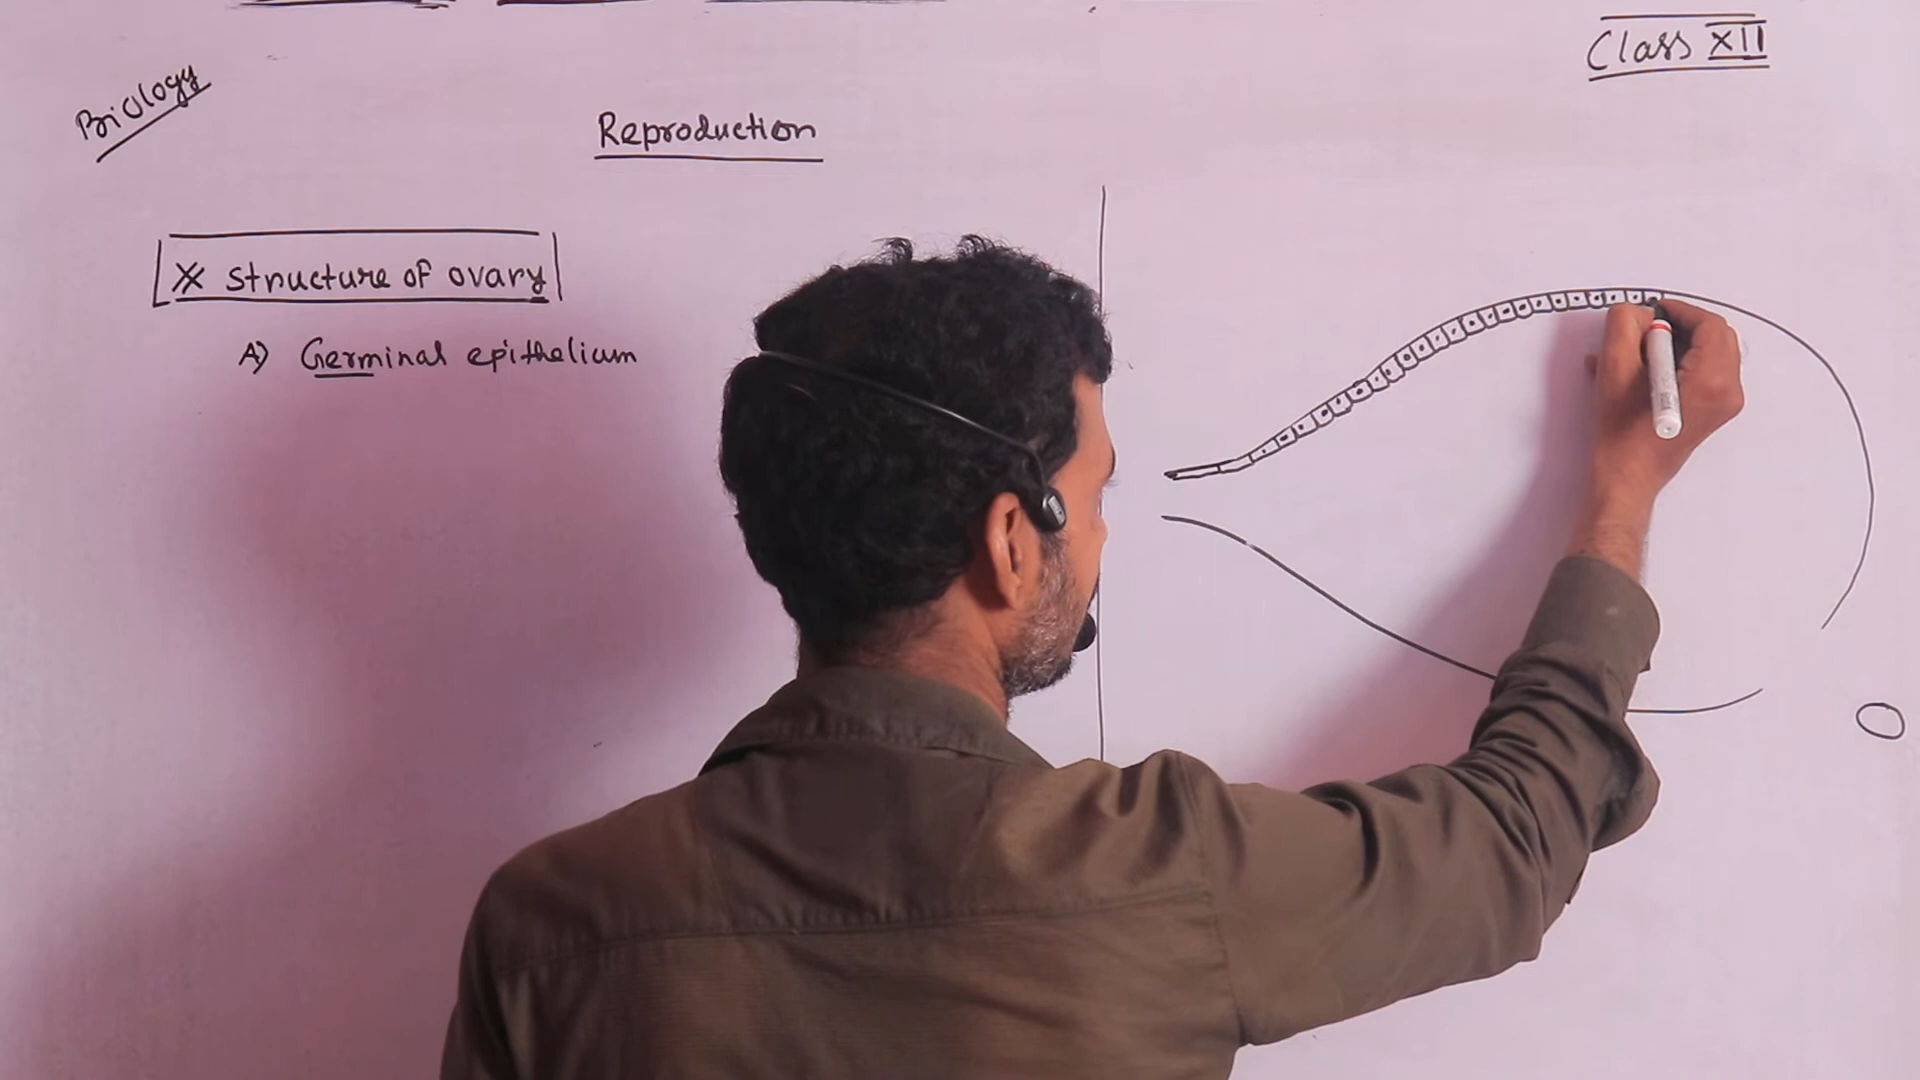 Biology
Class XII
Reproduction
structure of ovary
A) Germinal epithelium